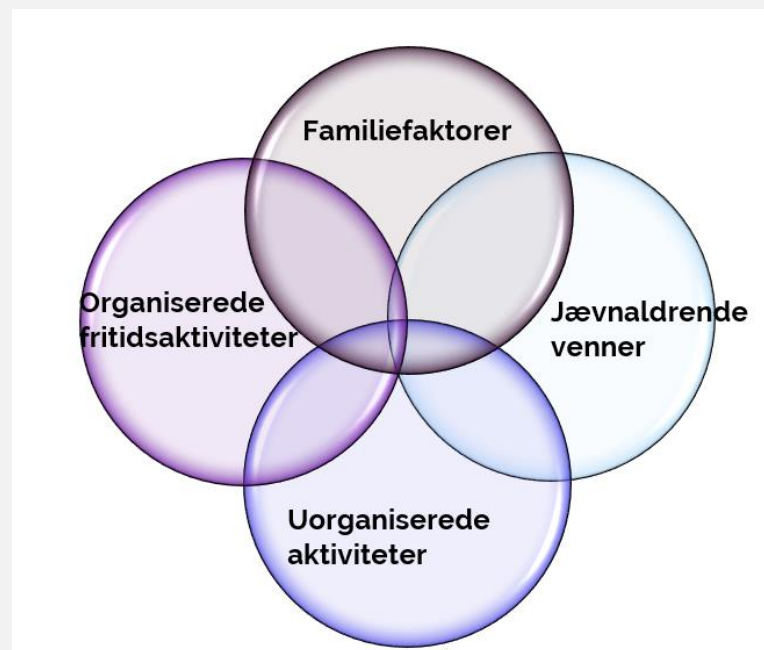 Familiefaktorer
Organiserede
fritidsaktiviteter
Jævnaldrende
venner
Uorganiserede
aktiviteter